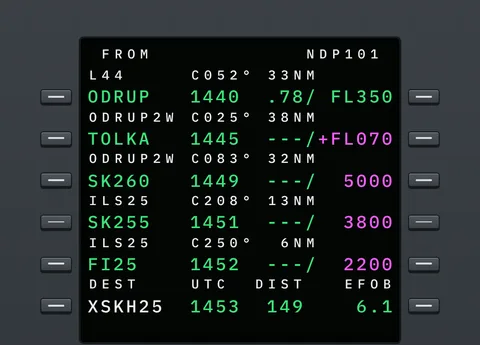 FROM NDP101
L44 C052° 33NM
ODRUP 1440 .78/ FL350
ODRUP2W C025° 38NM
TOLKA 1445 ---/+FL070
ODRUP2W C083° 32NM
SK260 1449 ---/ 5000
ILS25 C208° 13NM
SK255 1451 ---/ 3800
ILS25 C250° 6NM
FI25 1452 ---/ 2200
DEST UTC DIST EFOB
XSKH25 1453 149 6.1